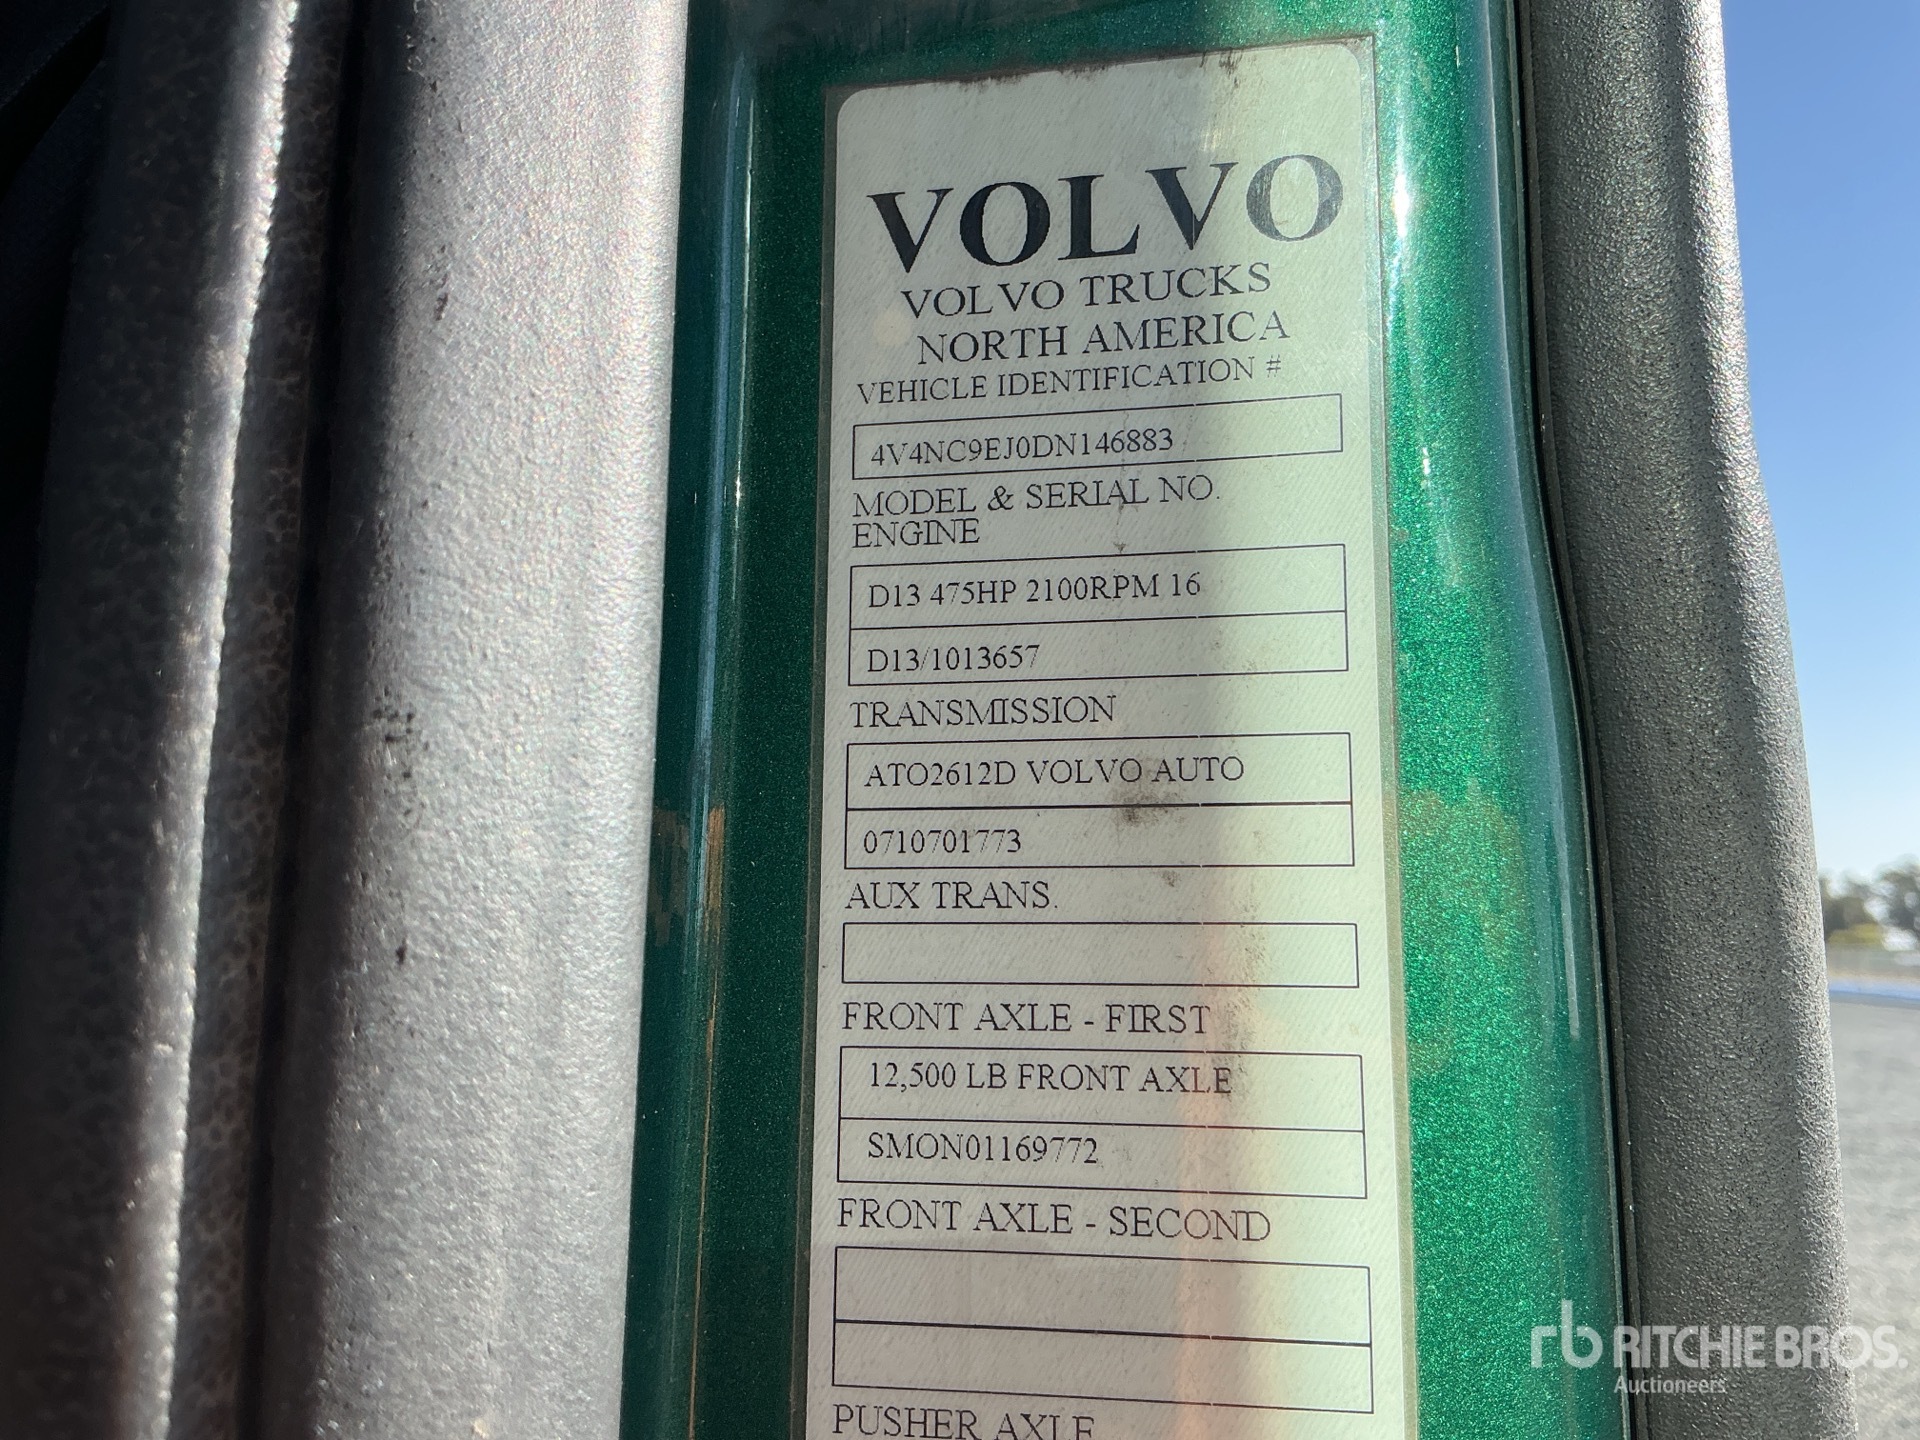 VOLVO
VOLVO TRUCKS
NORTH AMERICA
VEHICLE IDENTIFICATION #
4V4NC9EJ0DN146883
MODEL & SERIAL NO.
ENGINE
D13 475HP 2100RPM 16
D13/1013657
TRANSMISSION
ATO2612D VOLVO AUTO
0710701773
AUX TRANS.
FRONT AXLE - FIRST
12,500 LB FRONT AXLE
SMON01169772
FRONT AXLE - SECOND
PUSHER AXLE
rb RITCHIE BROS.
Auctioneers